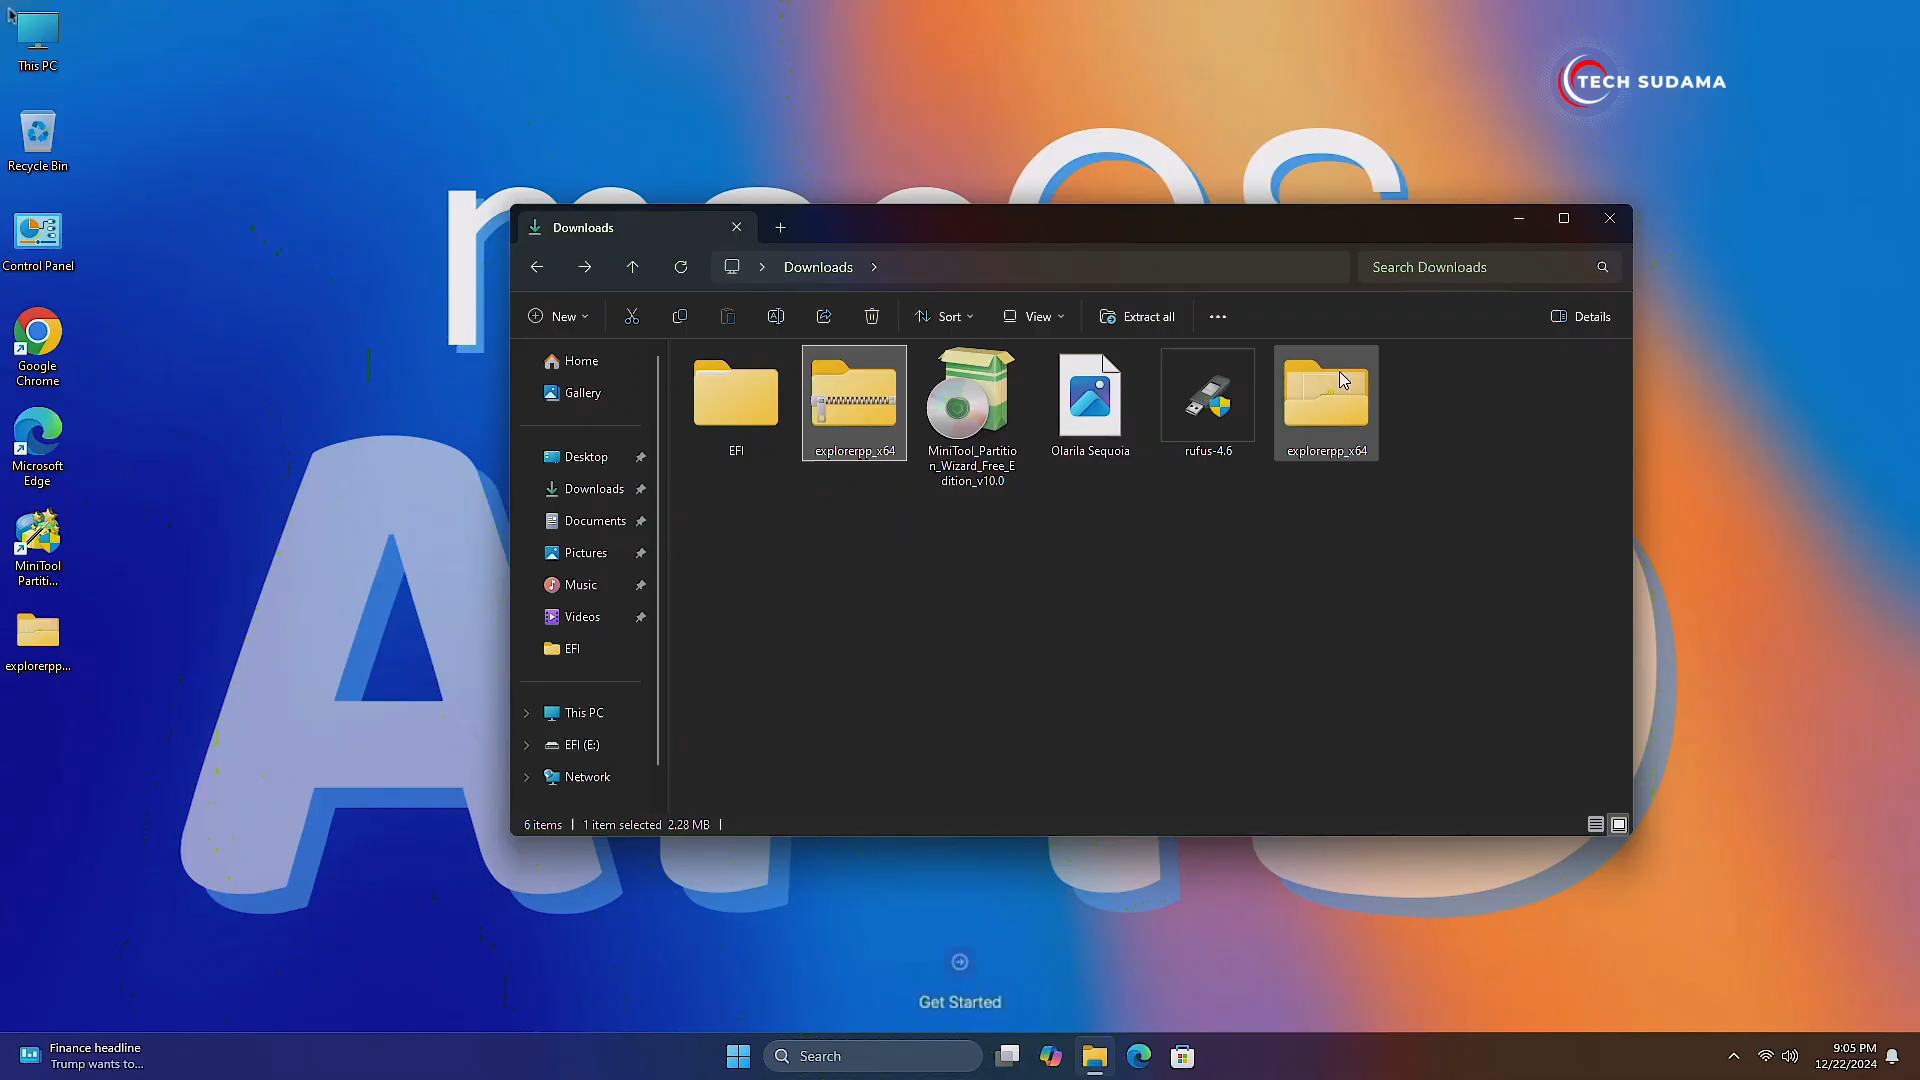 This PC
Recycle Bin
Control Panel
Google
Chrome
Microsoft
Edge
MiniTool
Partiti...
explorerpp...
TECH SUDAMA
Downloads
Downloads
Search Downloads
New
Sort
View
Extract all
Details
Home
Gallery
Desktop
Downloads
Documents
Pictures
Music
Videos
EFI
This PC
EFI (E:)
Network
EFI
explorerpp_x64
MiniTool_Partitio
n_Wizard_Free_E
dition_v10.0
Olarila Sequoia
rufus-4.6
explorerpp_x64
6 items
1 item selected 2.28 MB
Get Started
Finance headline
Trump wants to...
Search
9:05 PM
12/22/2024